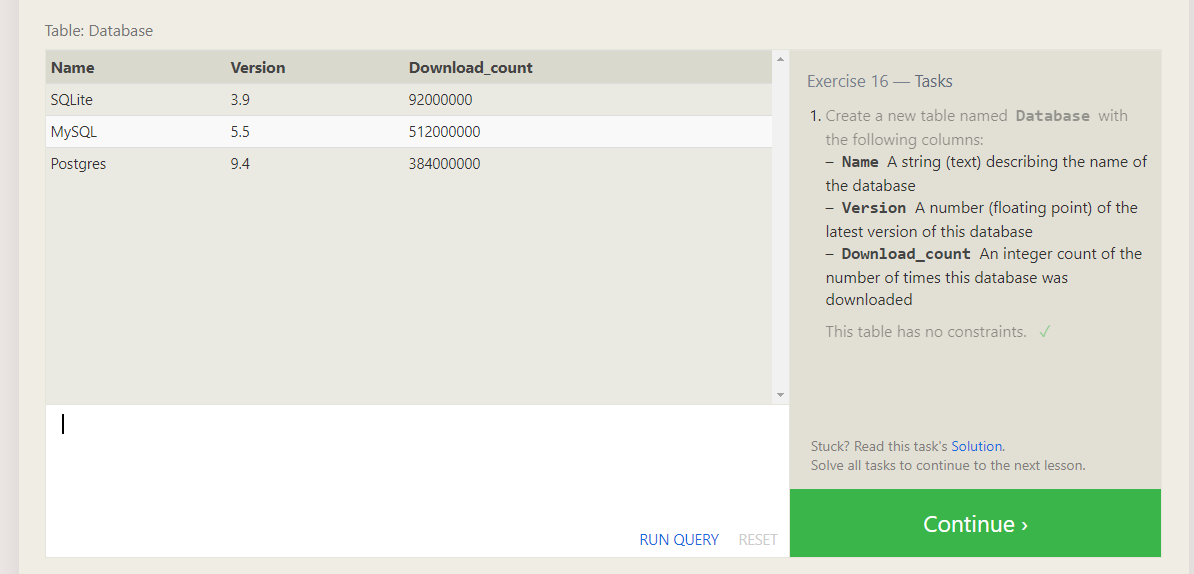 Table: Database
Name Version Download_count
SQLite 3.9 92000000
MySQL 5.5 512000000
Postgres 9.4 384000000
RUN QUERY RESET
Exercise 16 — Tasks
1. Create a new table named Database with
the following columns:
– Name A string (text) describing the name of
the database
– Version A number (floating point) of the
latest version of this database
– Download_count An integer count of the
number of times this database was
downloaded
This table has no constraints. ✓
Stuck? Read this task's Solution.
Solve all tasks to continue to the next lesson.
Continue ›